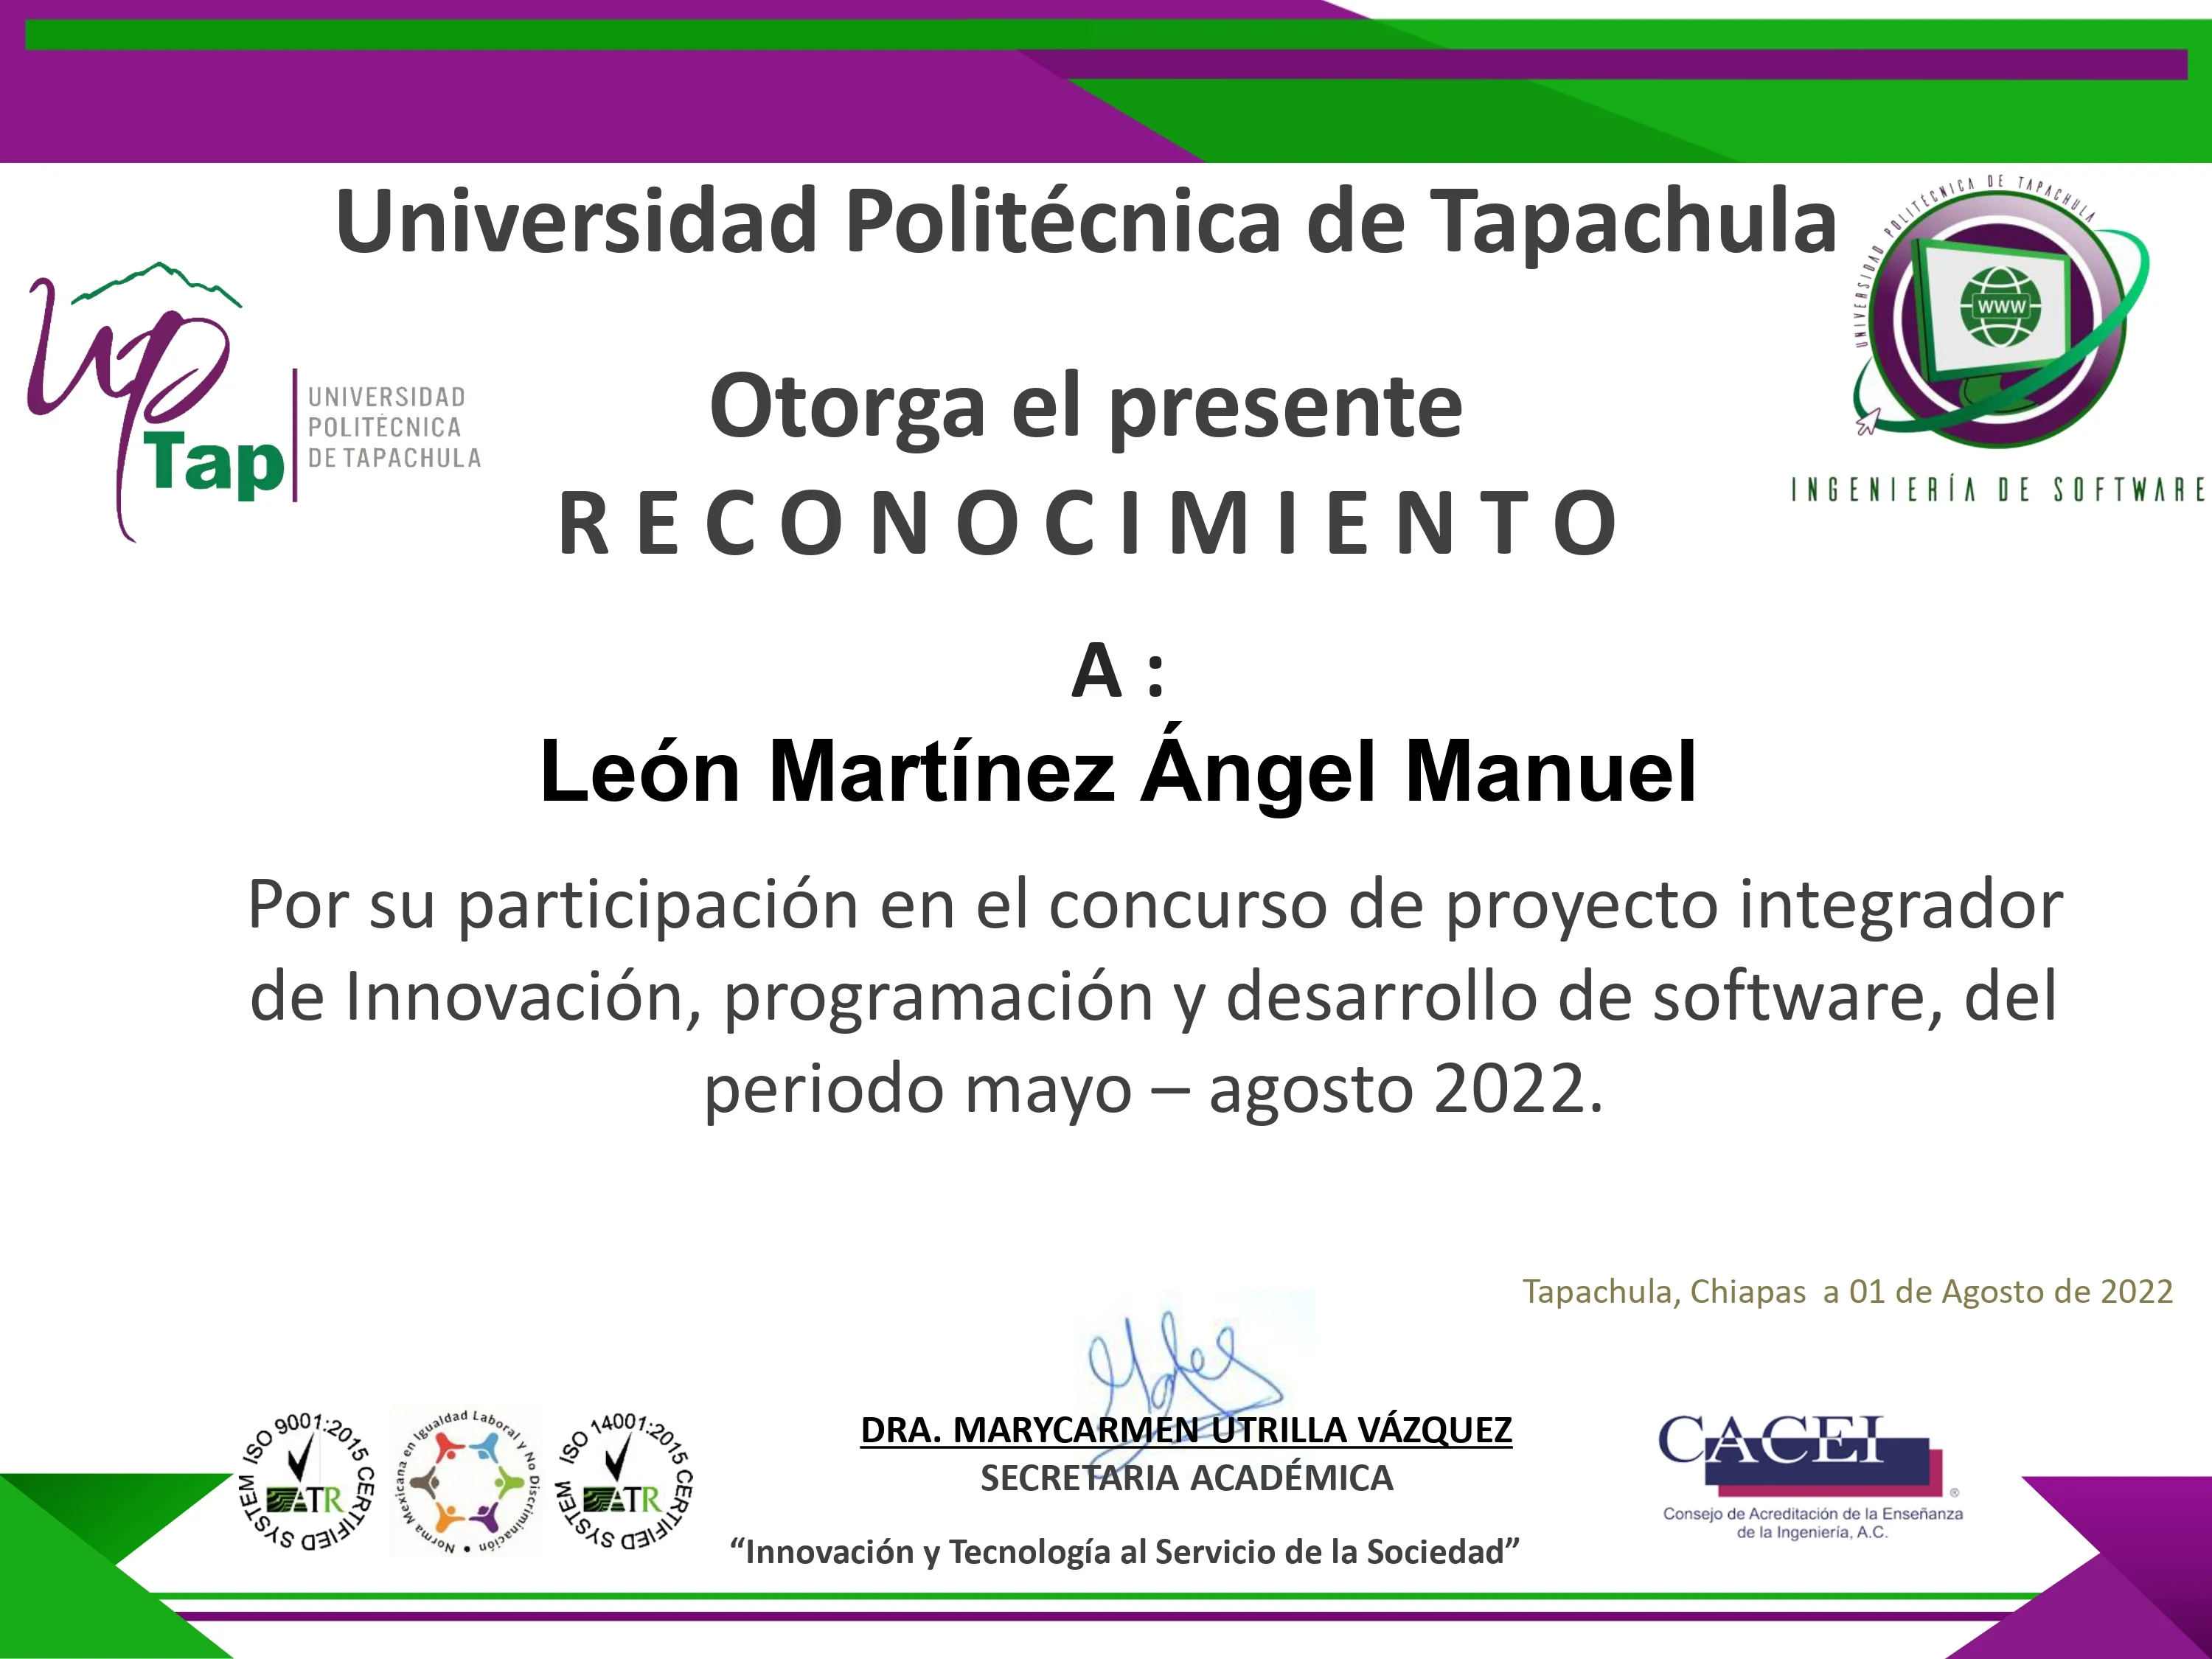 Universidad Politécnica de Tapachula
UNIVERSIDAD POLITÉCNICA DE TAPACHULA
WWW
INGENIERÍA DE SOFTWARE
up
Tap
UNIVERSIDAD
POLITÉCNICA
DE TAPACHULA
Otorga el presente
RECONOCIMIENTO
A :
León Martínez Ángel Manuel
Por su participación en el concurso de proyecto integrador
de Innovación, programación y desarrollo de software, del
periodo mayo – agosto 2022.
Tapachula, Chiapas a 01 de Agosto de 2022
SYSTEM ISO 9001:2015 CERTIFIED
ATR
Norma Mexicana en Igualdad Laboral y No Discriminación
SYSTEM ISO 14001:2015 CERTIFIED
ATR
DRA. MARYCARMEN UTRILLA VÁZQUEZ
SECRETARIA ACADÉMICA
“Innovación y Tecnología al Servicio de la Sociedad”
CACEI
®
Consejo de Acreditación de la Enseñanza
de la Ingeniería, A.C.